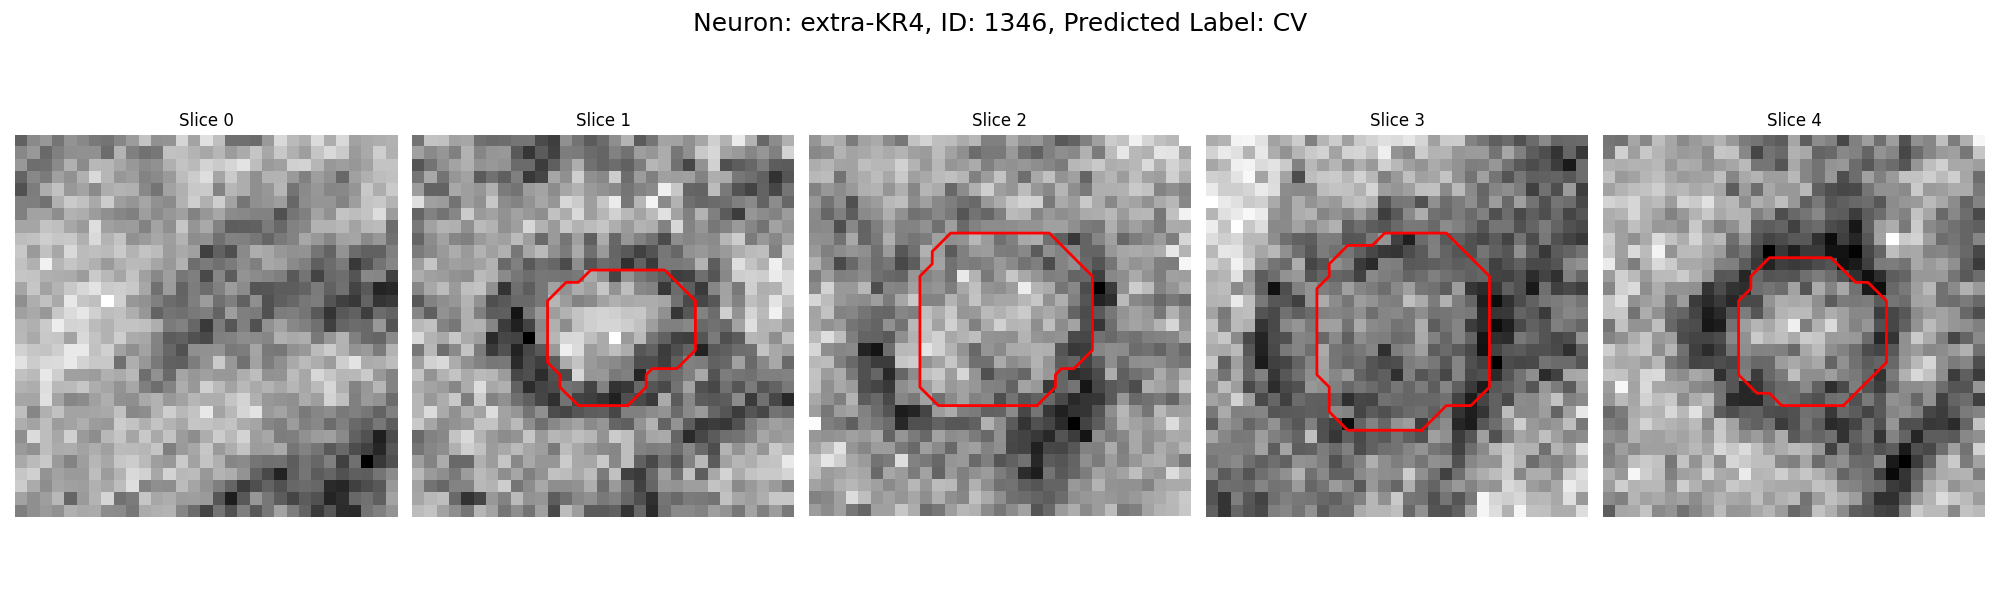 Neuron: extra-KR4, ID: 1346, Predicted Label: CV
Slice 0
Slice 1
Slice 2
Slice 3
Slice 4